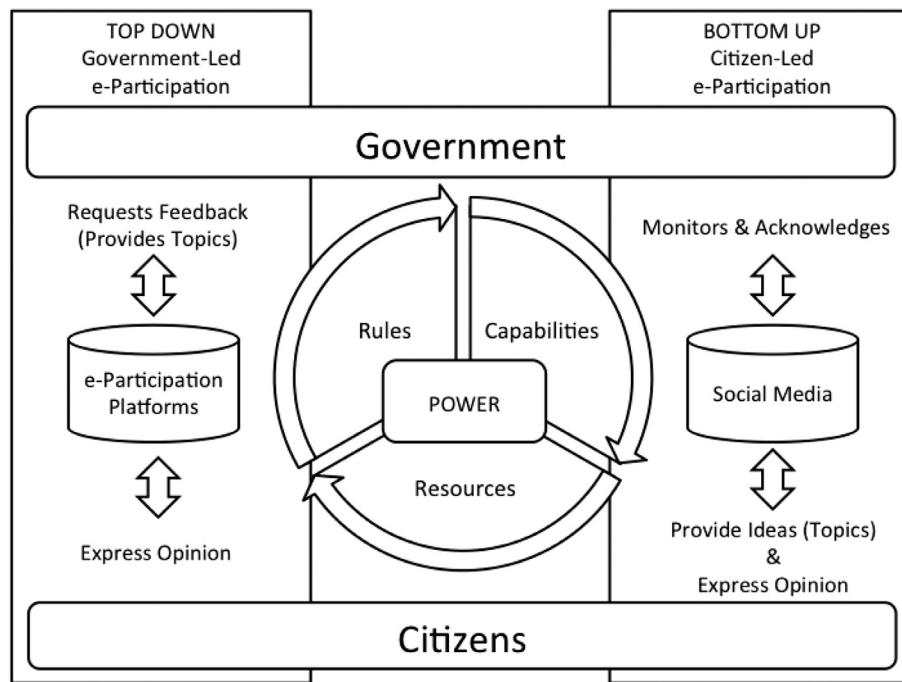 TOP DOWN
Government-Led
e-Participation
BOTTOM UP
Citizen-Led
e-Participation
Government
Requests Feedback
(Provides Topics)
Monitors & Acknowledges
Rules
Capabilities
e-Participation
Platforms
POWER
Social Media
Resources
Express Opinion
Provide Ideas (Topics)
&
Express Opinion
Citizens